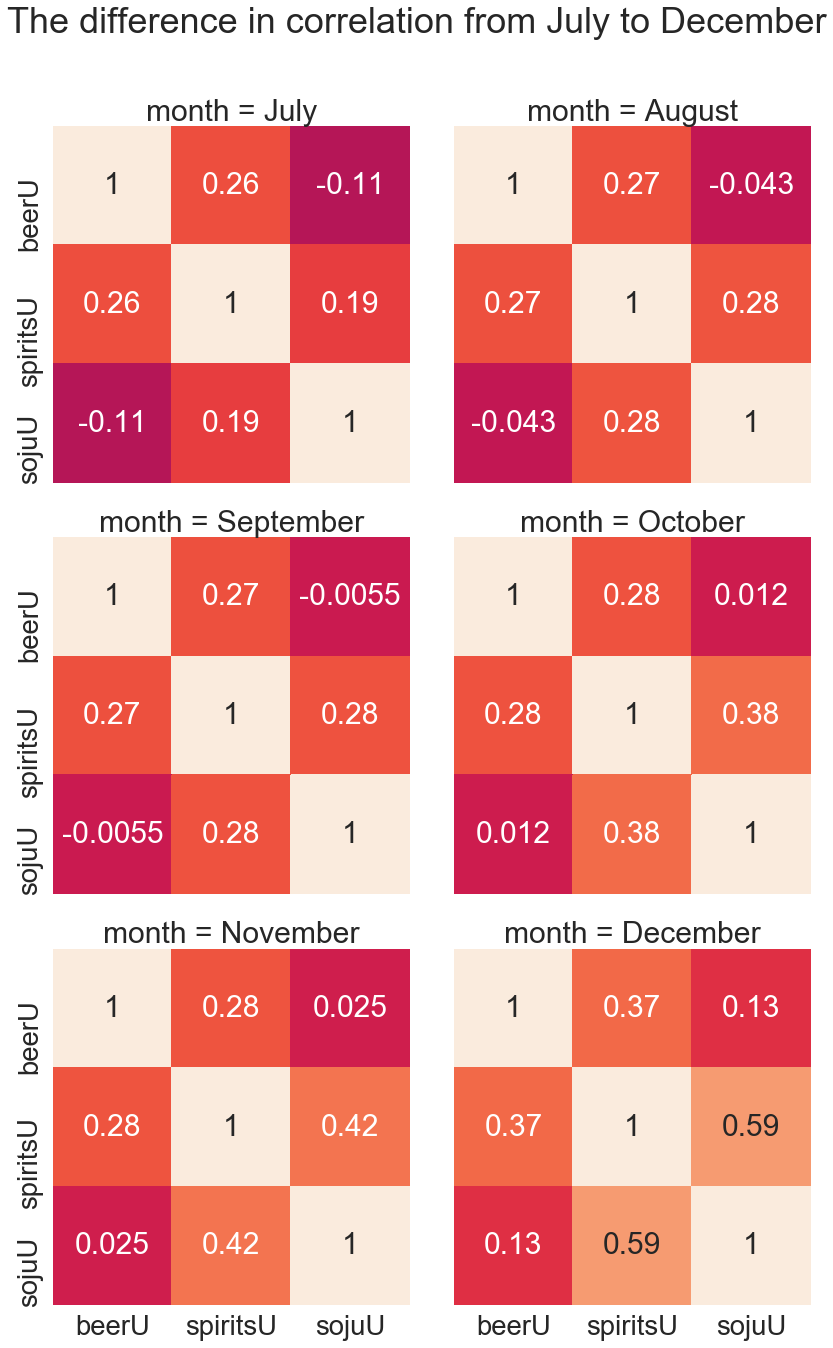 The difference in correlation from July to December
month = July
month = August
beerU
1
0.26
-0.11
1
0.27
-0.043
spiritsU
0.26
1
0.19
0.27
1
0.28
sojuU
-0.11
0.19
1
-0.043
0.28
1
month = September
month = October
beerU
1
0.27
-0.0055
1
0.28
0.012
spiritsU
0.27
1
0.28
0.28
1
0.38
sojuU
-0.0055
0.28
1
0.012
0.38
1
month = November
month = December
beerU
1
0.28
0.025
1
0.37
0.13
spiritsU
0.28
1
0.42
0.37
1
0.59
sojuU
0.025
0.42
1
0.13
0.59
1
beerU
spiritsU
sojuU
beerU
spiritsU
sojuU